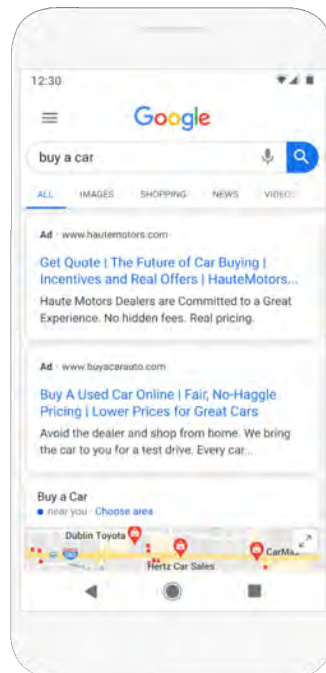 12:30
Google
buy a car
ALL IMAGES SHOPPING NEWS VIDEOS
Ad · www.hautemotors.com
Get Quote | The Future of Car Buying |
Incentives and Real Offers | HauteMotors...
Haute Motors Dealers are Committed to a Great
Experience. No hidden fees. Real pricing.
Ad · www.buyacarauto.com
Buy A Used Car Online | Fair, No-Haggle
Pricing | Lower Prices for Great Cars
Avoid the dealer and shop from home. We bring
the car to you for a test drive. Every car...
Buy a Car
near you · Choose area
Dublin Toyota
CarMa...
Hertz Car Sales